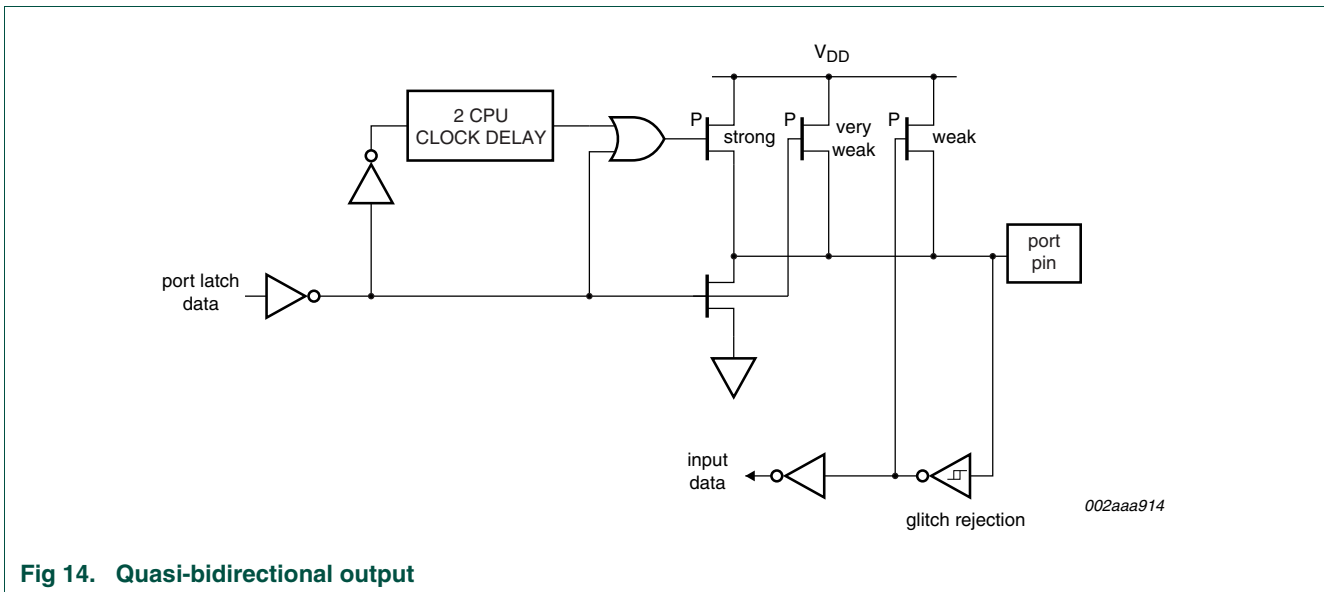 VDD
2 CPU
CLOCK DELAY
P
strong
P
very
weak
P
weak
port
pin
port latch
data
input
data
glitch rejection
002aaa914
Fig 14. Quasi-bidirectional output